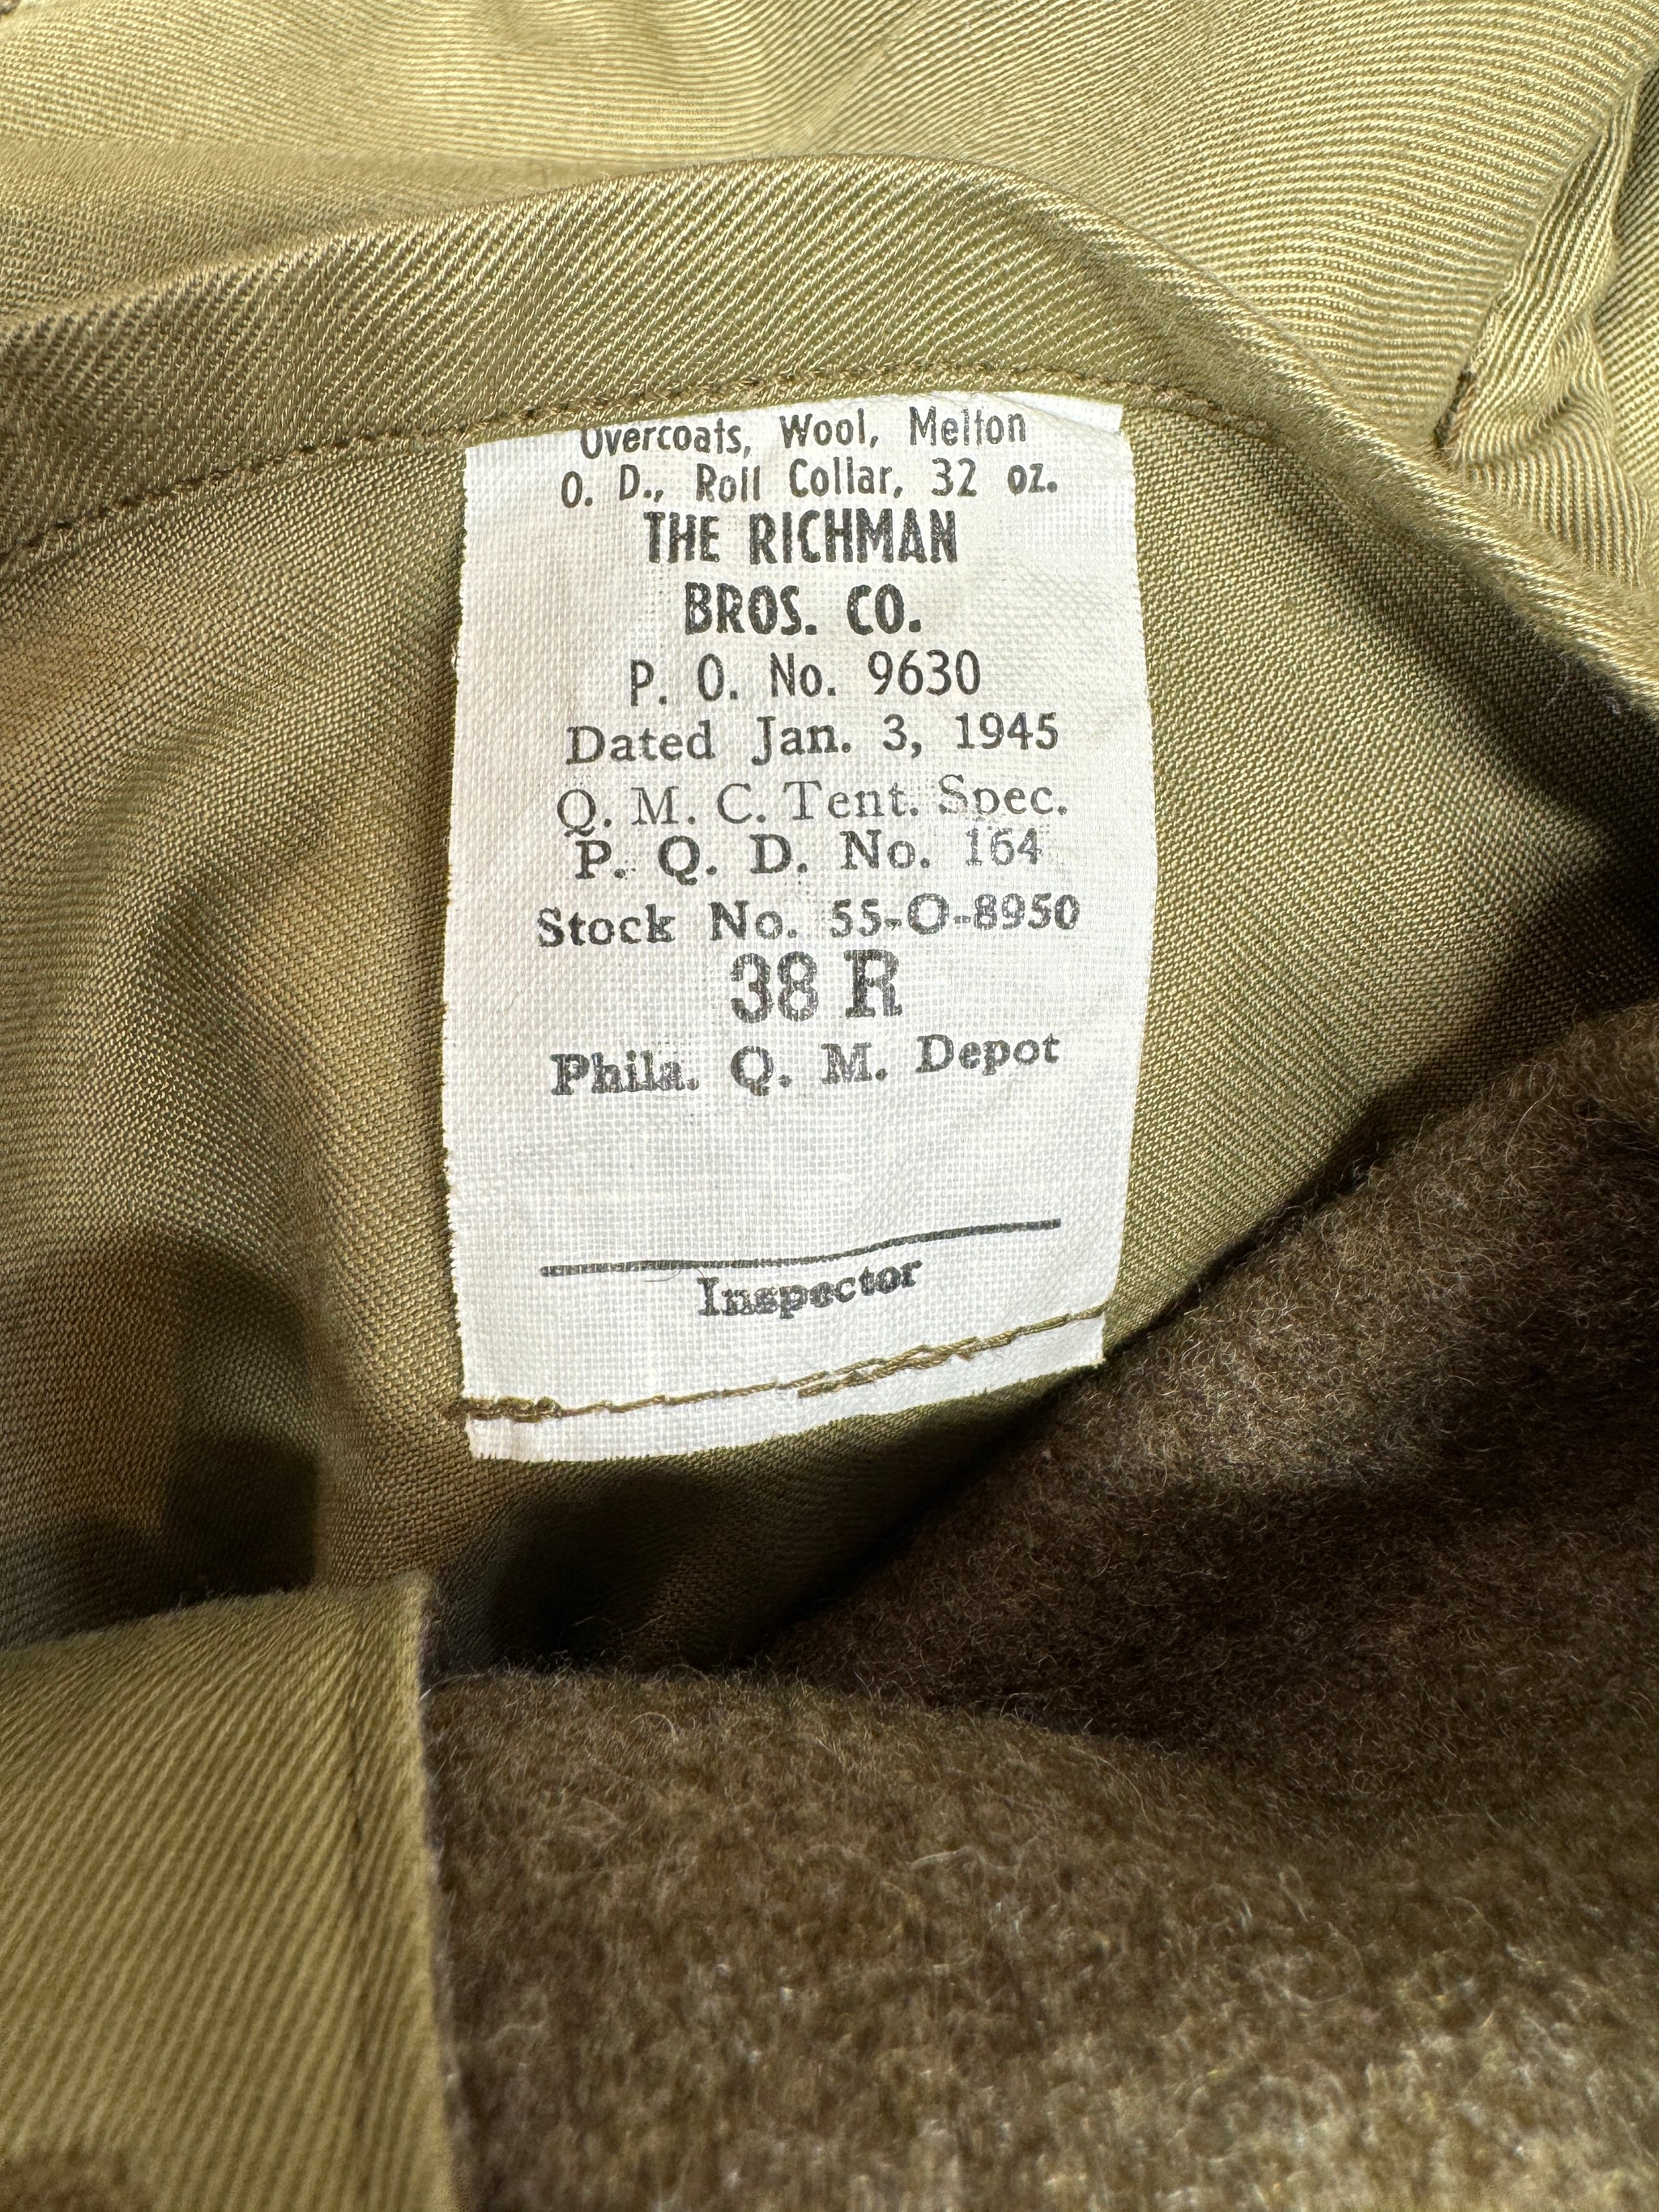 Overcoats, Wool, Melton
O. D., Roll Collar, 32 oz.
THE RICHMAN
BROS. CO.
P. O. No. 9630
Dated Jan. 3, 1945
Q. M. C. Tent. Spec.
P. Q. D. No. 164
Stock No. 55-O-8950
38 R
Phila. Q. M. Depot
Inspector